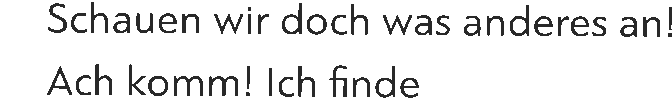 Schauen wir doch was anderes an!
Ach komm! Ich finde